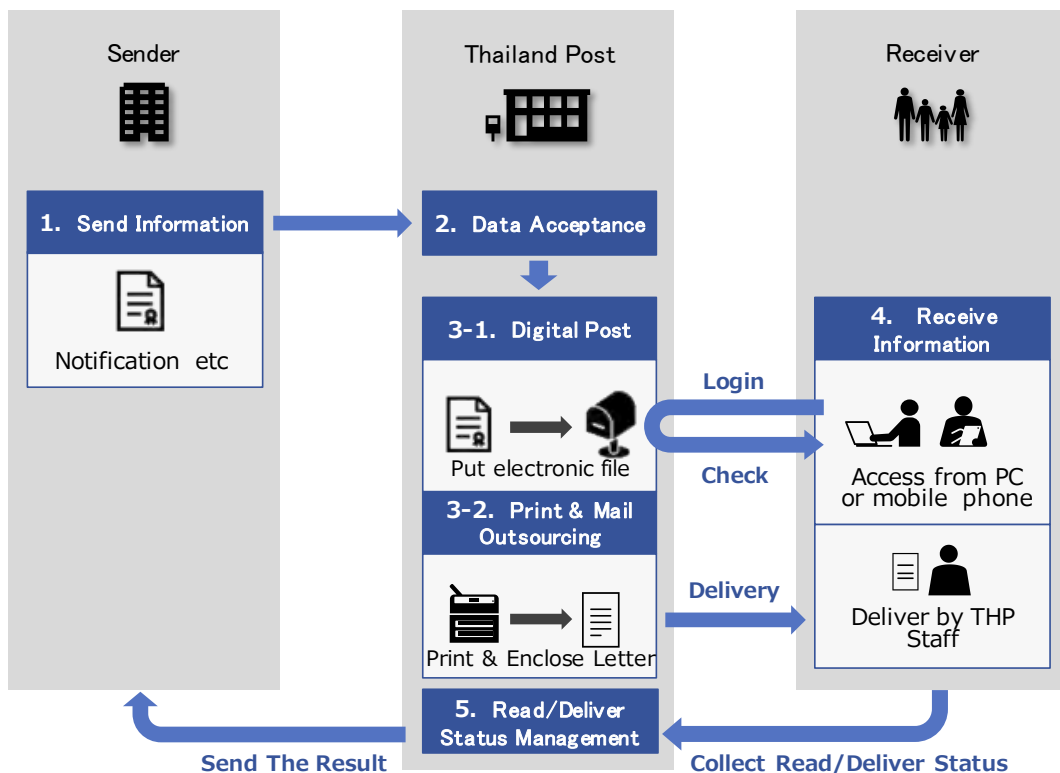 Sender
Thailand Post
Receiver
1. Send Information
Notification etc
2. Data Acceptance
3-1. Digital Post
Put electronic file
3-2. Print & Mail
Outsourcing
Print & Enclose Letter
Login
Check
Delivery
4. Receive
Information
Access from PC
or mobile phone
Deliver by THP
Staff
5. Read/Deliver
Status Management
Send The Result
Collect Read/Deliver Status